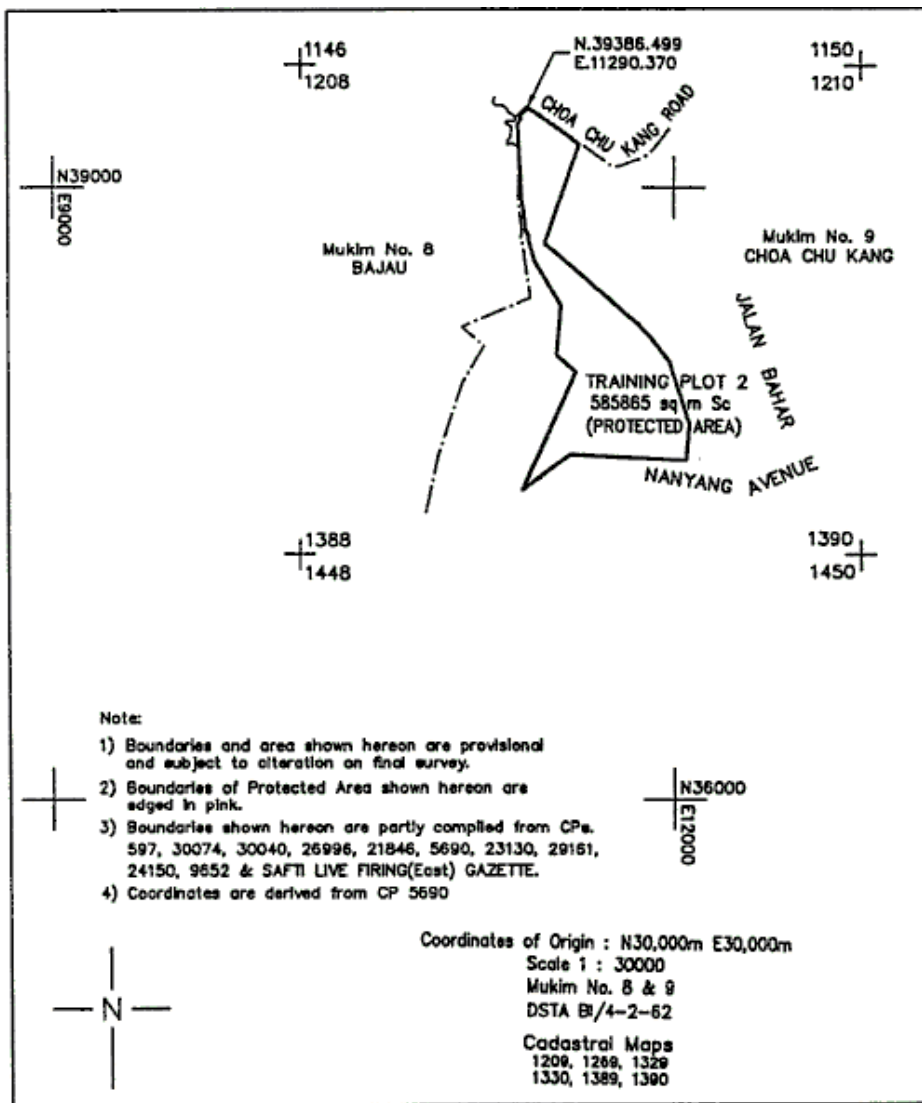 N.39386.499
E.11290.370
1146
1208
1150
1210
CHOA CHU KANG ROAD
N39000
E9000
Mukim No. 8
BAJAU
Mukim No. 9
CHOA CHU KANG
JALAN BAHAR
TRAINING PLOT 2
585865 sq m Sc
(PROTECTED AREA)
NANYANG AVENUE
1388
1448
1390
1450
Note:
1) Boundaries and area shown hereon are provisional
and subject to alteration on final survey.
2) Boundaries of Protected Area shown hereon are
edged in pink.
3) Boundaries shown hereon are partly compiled from CPs.
597, 30074, 30040, 26996, 21846, 5690, 23130, 29161,
24150, 9652 & SAFTI LIVE FIRING(East) GAZETTE.
4) Coordinates are derived from CP 5690
N36000
E12000
Coordinates of Origin : N30,000m E30,000m
Scale 1 : 30000
Mukim No. 8 & 9
DSTA /4-2-62
Cadastral Maps
1209, 1269, 1329
1330, 1389, 1390
N